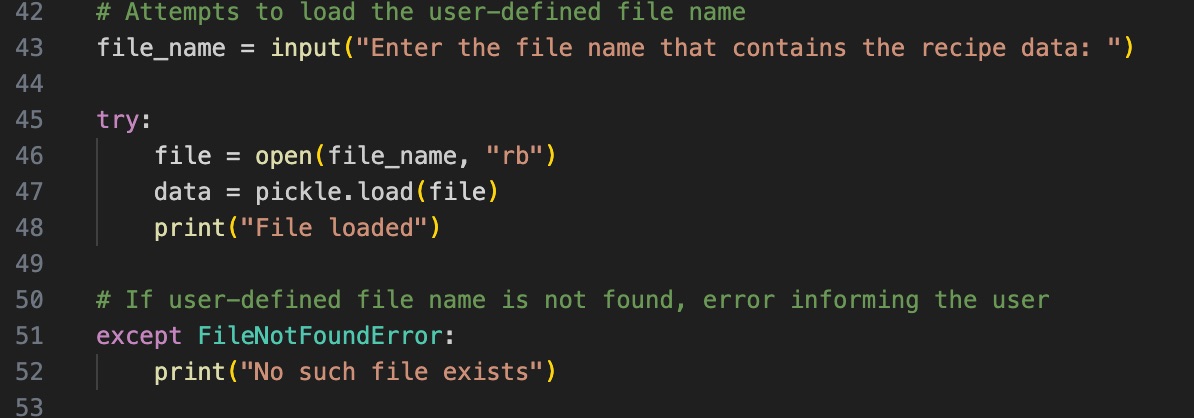 42 # Attempts to load the user-defined file name
43 file_name = input("Enter the file name that contains the recipe data: ")
44
45 try:
46 file = open(file_name, "rb")
47 data = pickle.load(file)
48 print("File loaded")
49
50 # If user-defined file name is not found, error informing the user
51 except FileNotFoundError:
52 print("No such file exists")
53